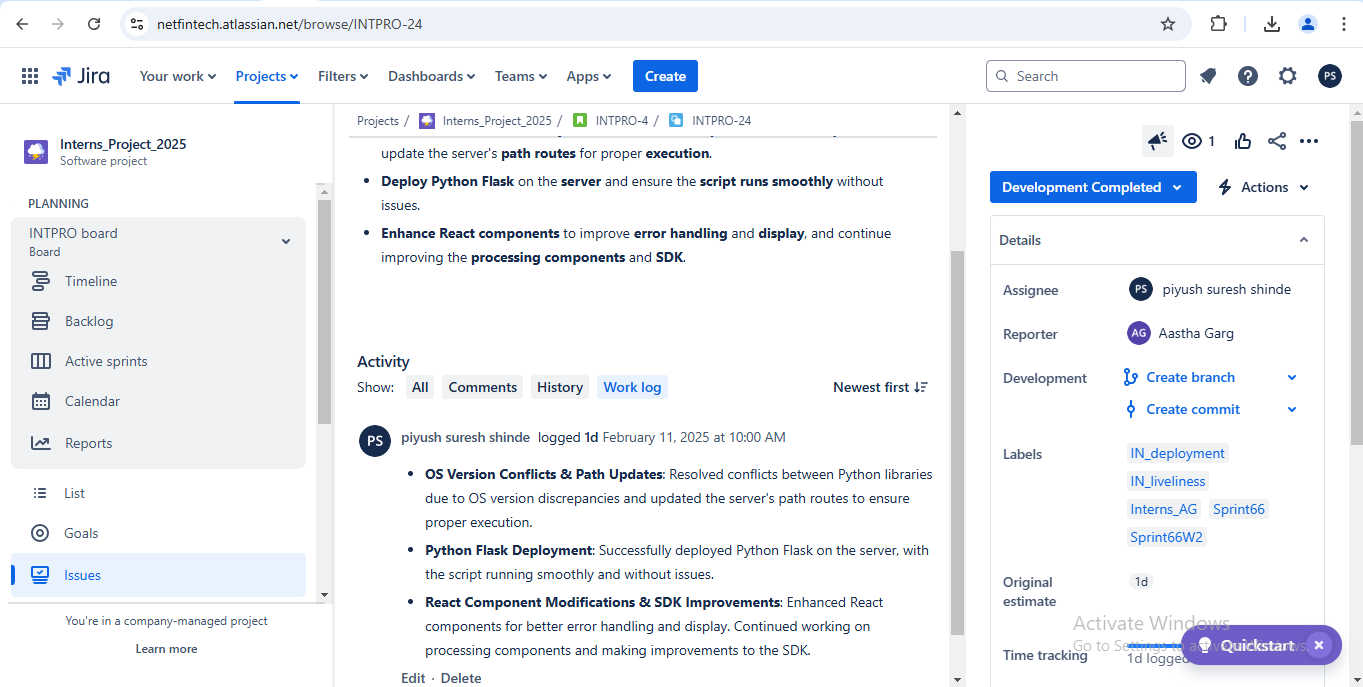 netfintech.atlassian.net/browse/INTPRO-24
Jira
Your work
Projects
Filters
Dashboards
Teams
Apps
Create
Search
PS
Interns_Project_2025
Software project
PLANNING
INTPRO board
Board
Timeline
Backlog
Active sprints
Calendar
Reports
List
Goals
Issues
You're in a company-managed project
Learn more
Projects / Interns_Project_2025 / INTPRO-4 / INTPRO-24
update the server's path routes for proper execution.
• Deploy Python Flask on the server and ensure the script runs smoothly without
issues.
• Enhance React components to improve error handling and display, and continue
improving the processing components and SDK.
Activity
Show: All Comments History Work log Newest first
PS piyush suresh shinde logged 1d February 11, 2025 at 10:00 AM
• OS Version Conflicts & Path Updates: Resolved conflicts between Python libraries
due to OS version discrepancies and updated the server's path routes to ensure
proper execution.
• Python Flask Deployment: Successfully deployed Python Flask on the server, with
the script running smoothly and without issues.
• React Component Modifications & SDK Improvements: Enhanced React
components for better error handling and display. Continued working on
processing components and making improvements to the SDK.
Edit · Delete
1
Development Completed
Actions
Details
Assignee
PS piyush suresh shinde
Reporter
AG Aastha Garg
Development
Create branch
Create commit
Labels
IN_deployment
IN_liveliness
Interns_AG Sprint66
Sprint66W2
Original
estimate
1d
Time tracking
1d logged
Activate Windows
Go to Settings to activate Windows.
Quickstart